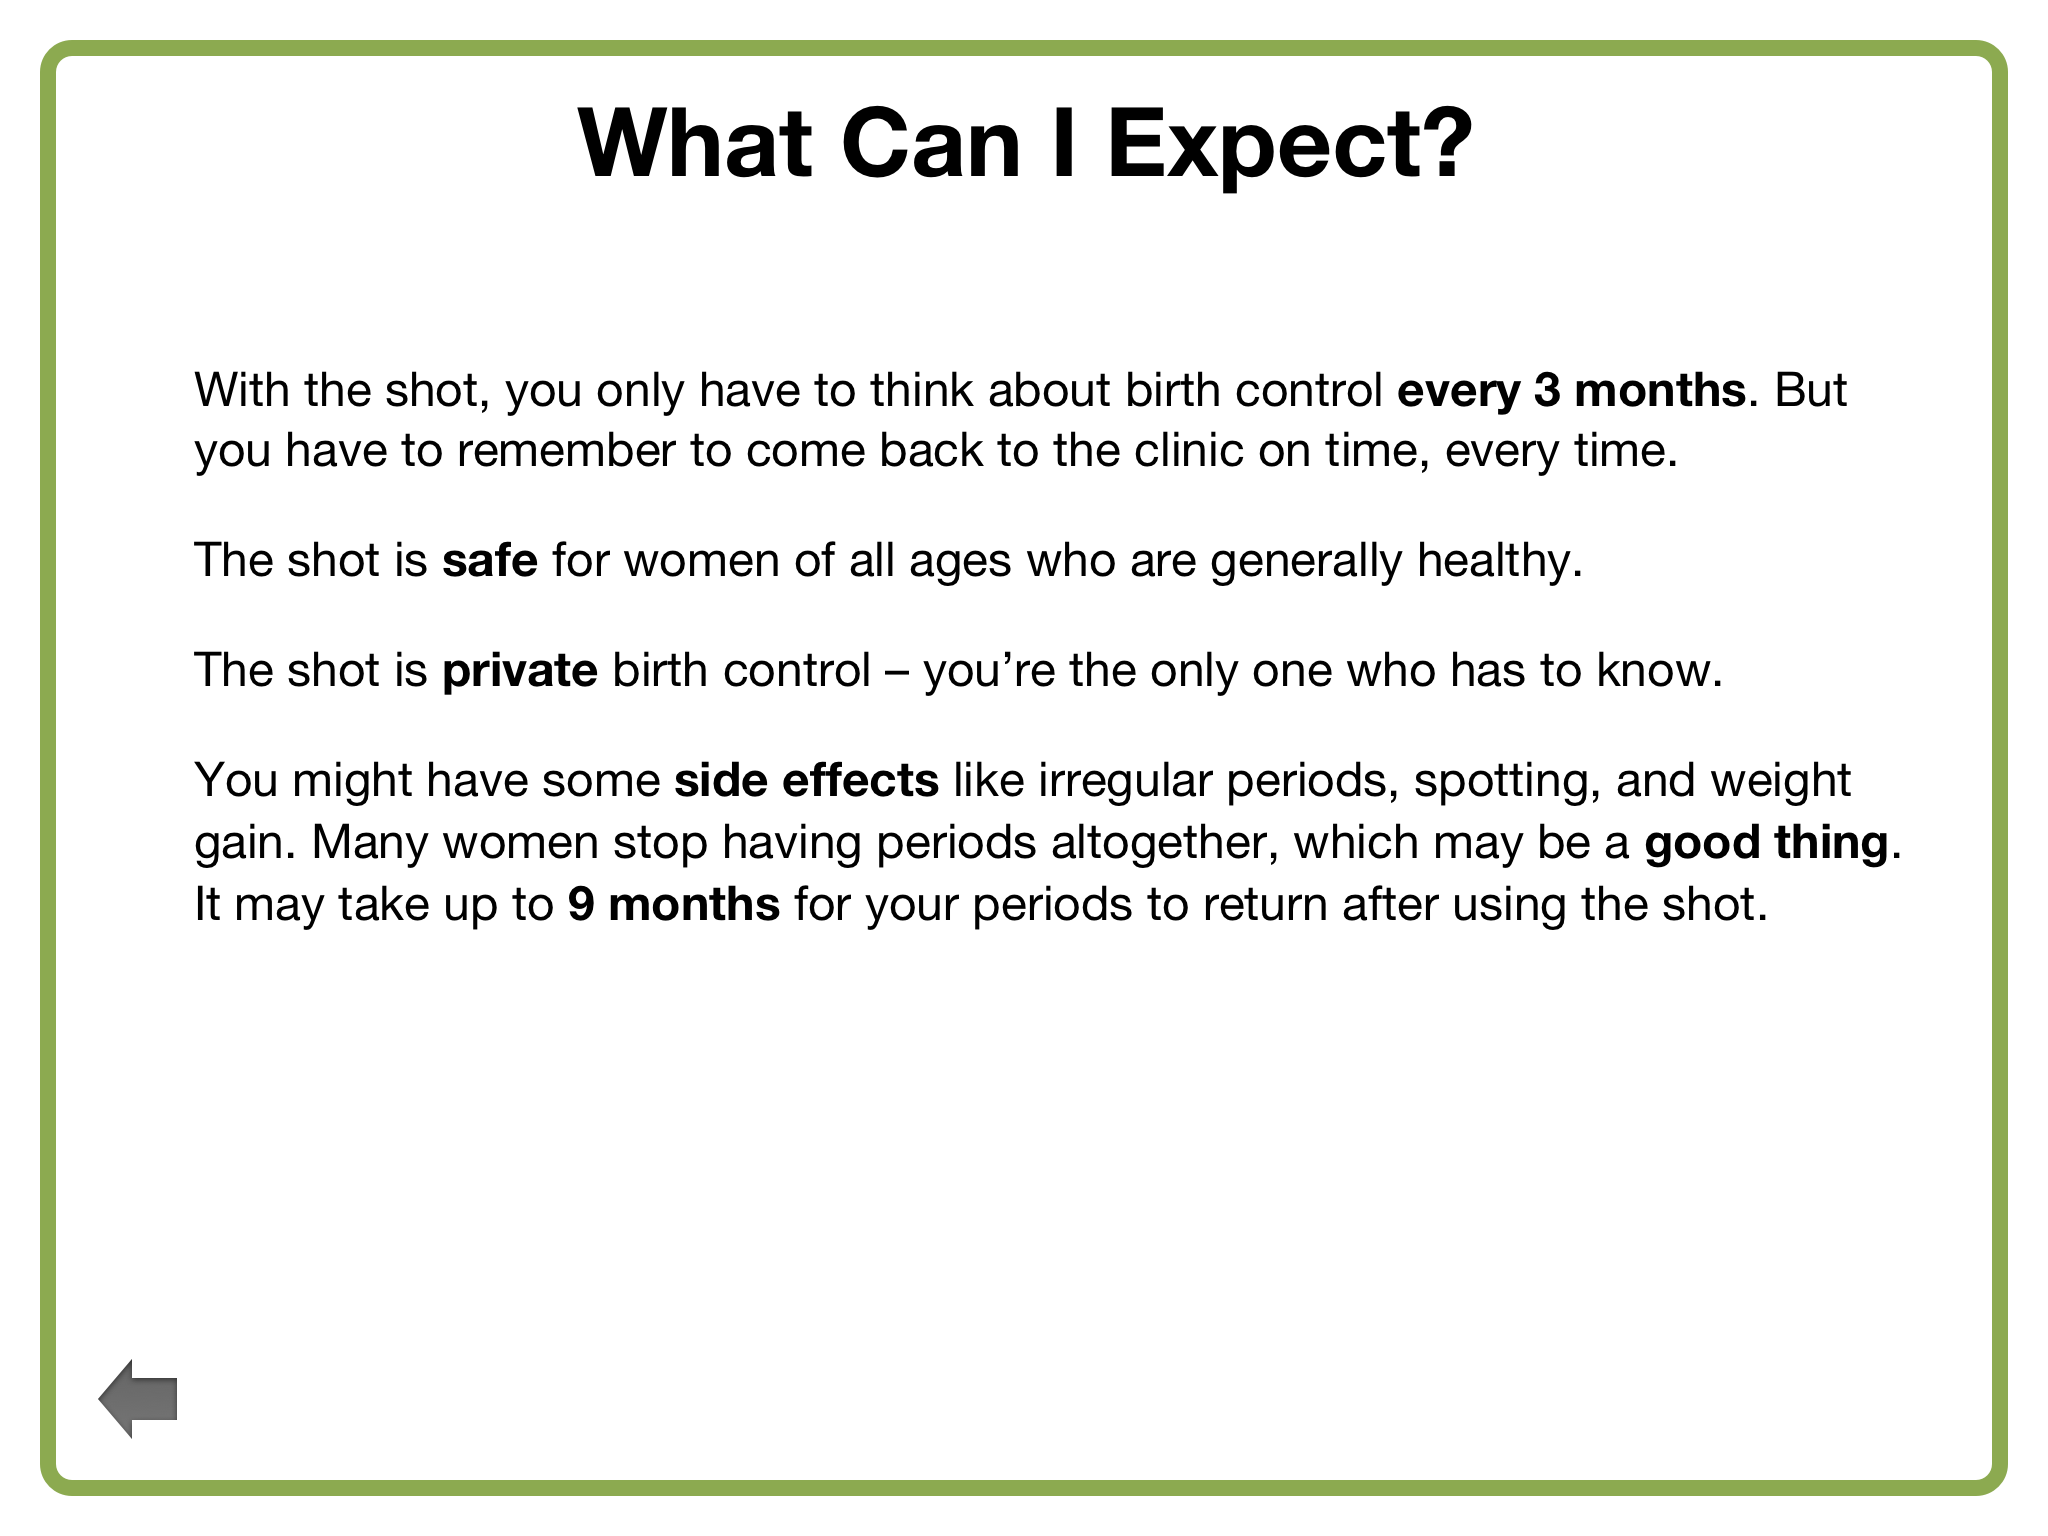 What Can I Expect?
With the shot, you only have to think about birth control every 3 months. But
you have to remember to come back to the clinic on time, every time.
The shot is safe for women of all ages who are generally healthy.
The shot is private birth control – you’re the only one who has to know.
You might have some side effects like irregular periods, spotting, and weight
gain. Many women stop having periods altogether, which may be a good thing.
It may take up to 9 months for your periods to return after using the shot.